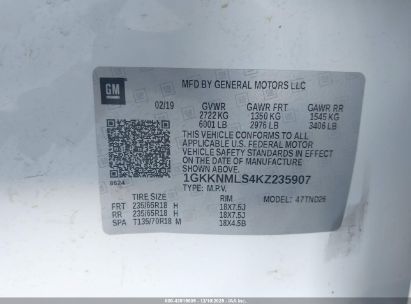 GM
MFD BY GENERAL MOTORS LLC
02/19 GVWR GAWR FRT GAWR RR
2722 KG 1350 KG 1545 KG
6001 LB 2976 LB 3406 LB
THIS VEHICLE CONFORMS TO ALL
APPLICABLE U.S. FEDERAL MOTOR
VEHICLE SAFETY STANDARDS IN
EFFECT ON THE DATE OF MANUFACTURE
SHOWN ABOVE.
1GKKNMLS4KZ235907
8624 TYPE: M.P.V.
TIRE SIZE RIM MODEL: 4TTND26
FRT 235/65R18 H 18X7.5J
RR 235/65R18 H 18X7.5J
SPA T135/70R18 M 18X4.5B